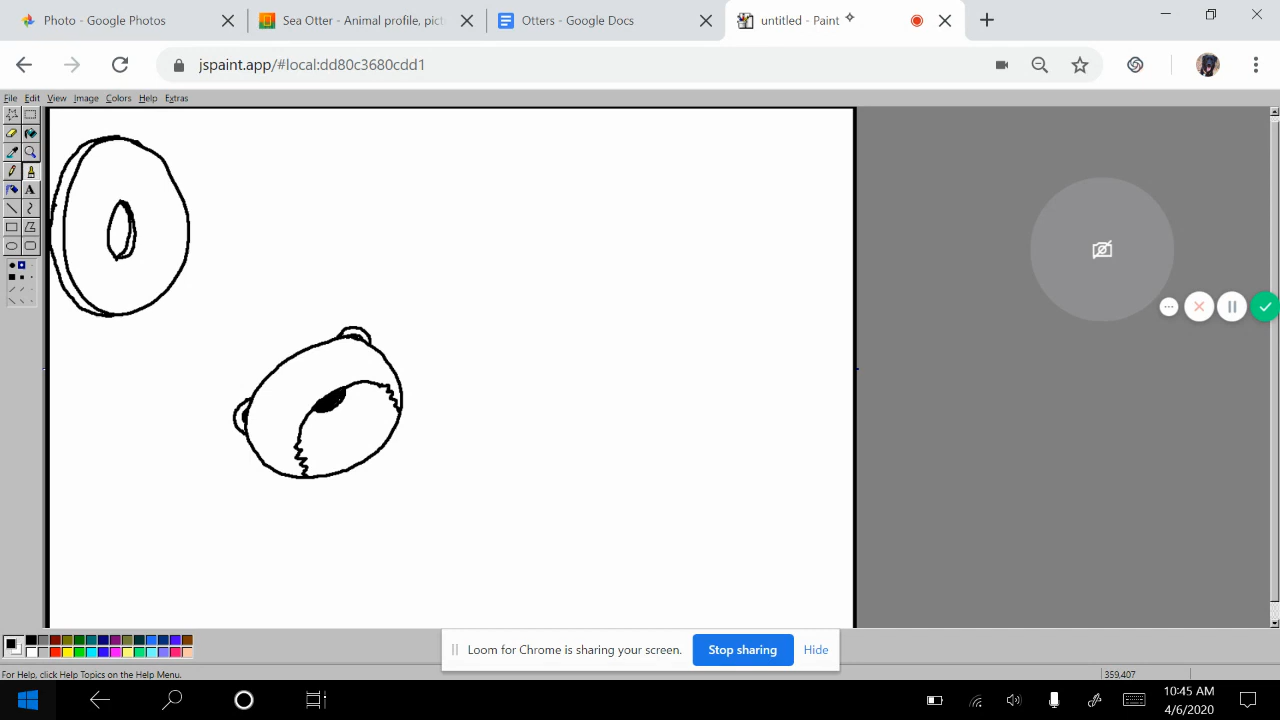 Photo - Google Photos
Sea Otter - Animal profile, pict
Otters - Google Docs
untitled - Paint
jspaint.app/#local:dd80c3680cdd1
File Edit View Image Colors Help Extras
A
Loom for Chrome is sharing your screen.
Stop sharing
Hide
For Help, click Help Topics on the Help Menu.
359,407
10:45 AM
4/6/2020